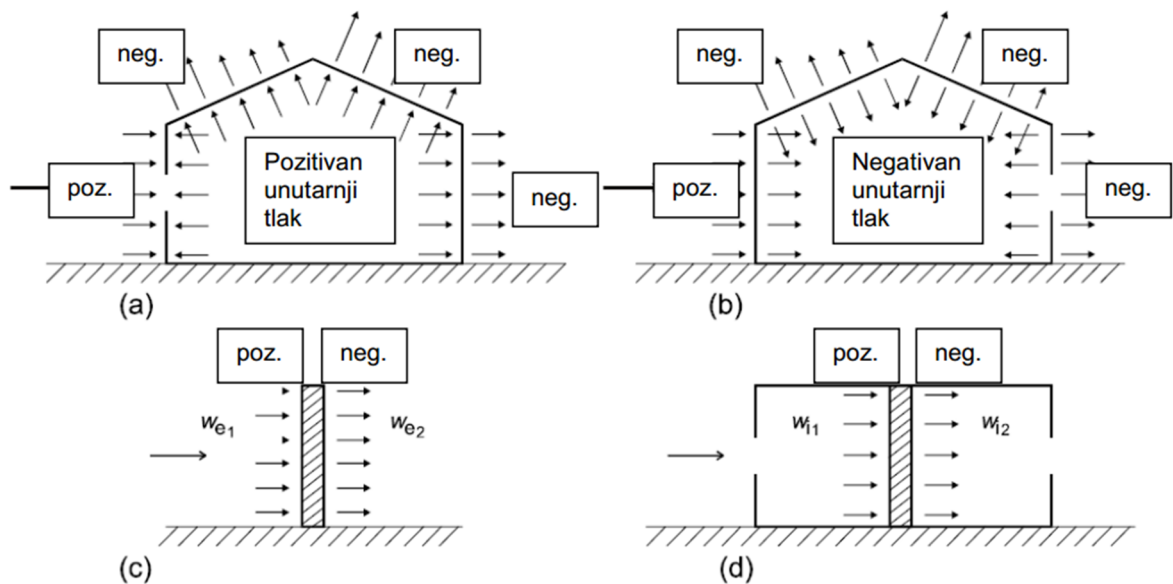 neg.
neg.
poz.
Pozitivan
unutarnji
tlak
neg.
(a)
neg.
neg.
poz.
Negativan
unutarnji
tlak
neg.
(b)
poz.
neg.
we1
we2
(c)
poz.
neg.
wi1
wi2
(d)